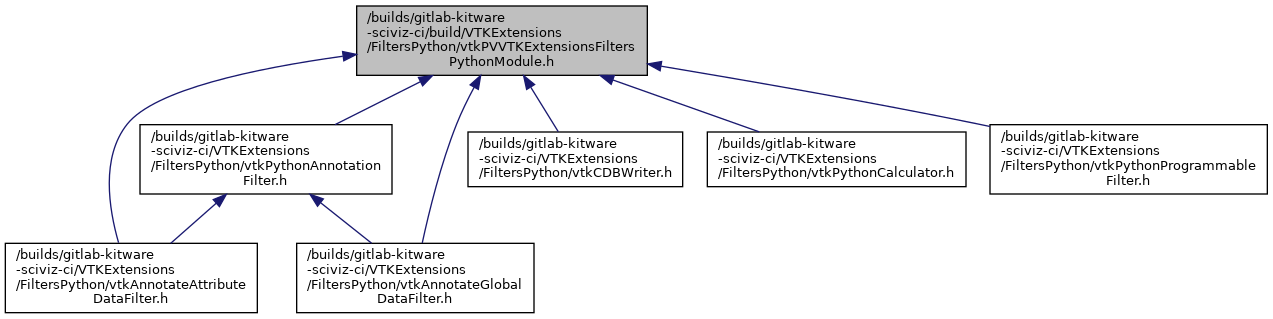 /builds/gitlab-kitware
-sciviz-ci/build/VTKExtensions
/FiltersPython/vtkPVVTKExtensionsFilters
PythonModule.h
/builds/gitlab-kitware
-sciviz-ci/VTKExtensions
/FiltersPython/vtkPythonAnnotation
Filter.h
/builds/gitlab-kitware
-sciviz-ci/VTKExtensions
/FiltersPython/vtkCDBWriter.h
/builds/gitlab-kitware
-sciviz-ci/VTKExtensions
/FiltersPython/vtkPythonCalculator.h
/builds/gitlab-kitware
-sciviz-ci/VTKExtensions
/FiltersPython/vtkPythonProgrammable
Filter.h
/builds/gitlab-kitware
-sciviz-ci/VTKExtensions
/FiltersPython/vtkAnnotateAttribute
DataFilter.h
/builds/gitlab-kitware
-sciviz-ci/VTKExtensions
/FiltersPython/vtkAnnotateGlobal
DataFilter.h